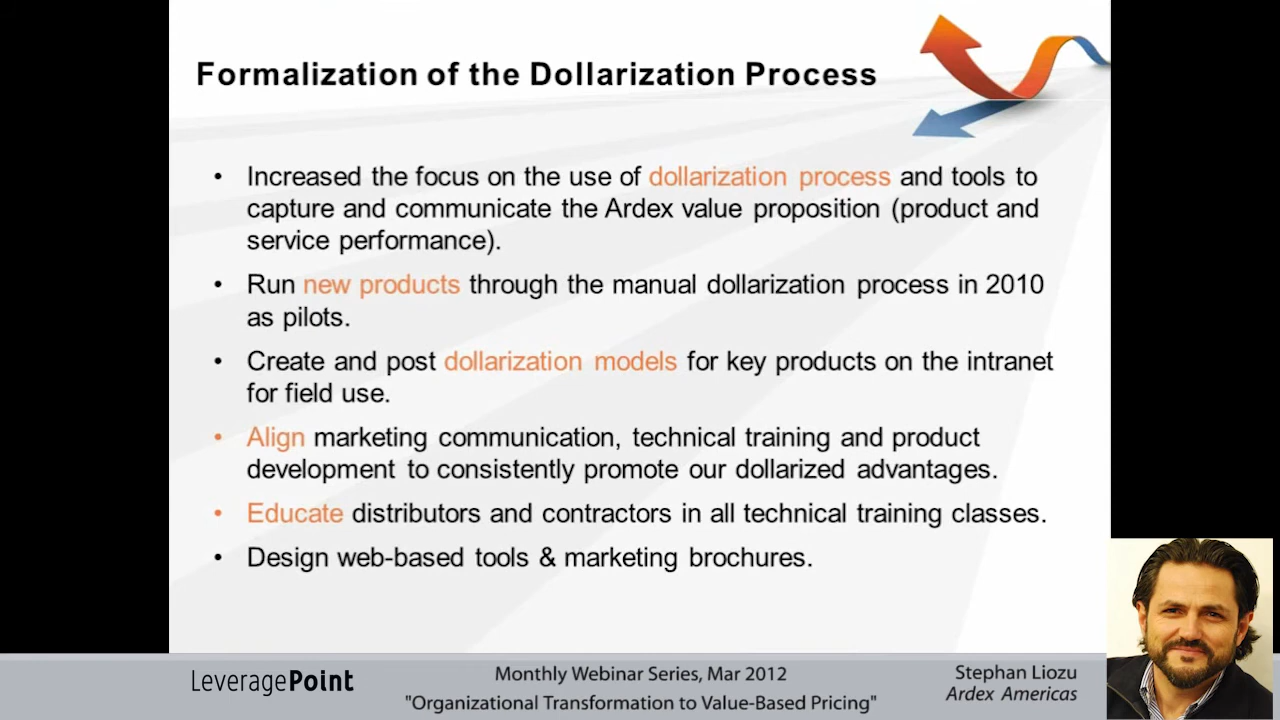 Formalization of the Dollarization Process
• Increased the focus on the use of dollarization process and tools to
capture and communicate the Ardex value proposition (product and
service performance).
• Run new products through the manual dollarization process in 2010
as pilots.
• Create and post dollarization models for key products on the intranet
for field use.
• Align marketing communication, technical training and product
development to consistently promote our dollarized advantages.
• Educate distributors and contractors in all technical training classes.
• Design web-based tools & marketing brochures.
LeveragePoint
Monthly Webinar Series, Mar 2012
"Organizational Transformation to Value-Based Pricing"
Stephan Liozu
Ardex Americas